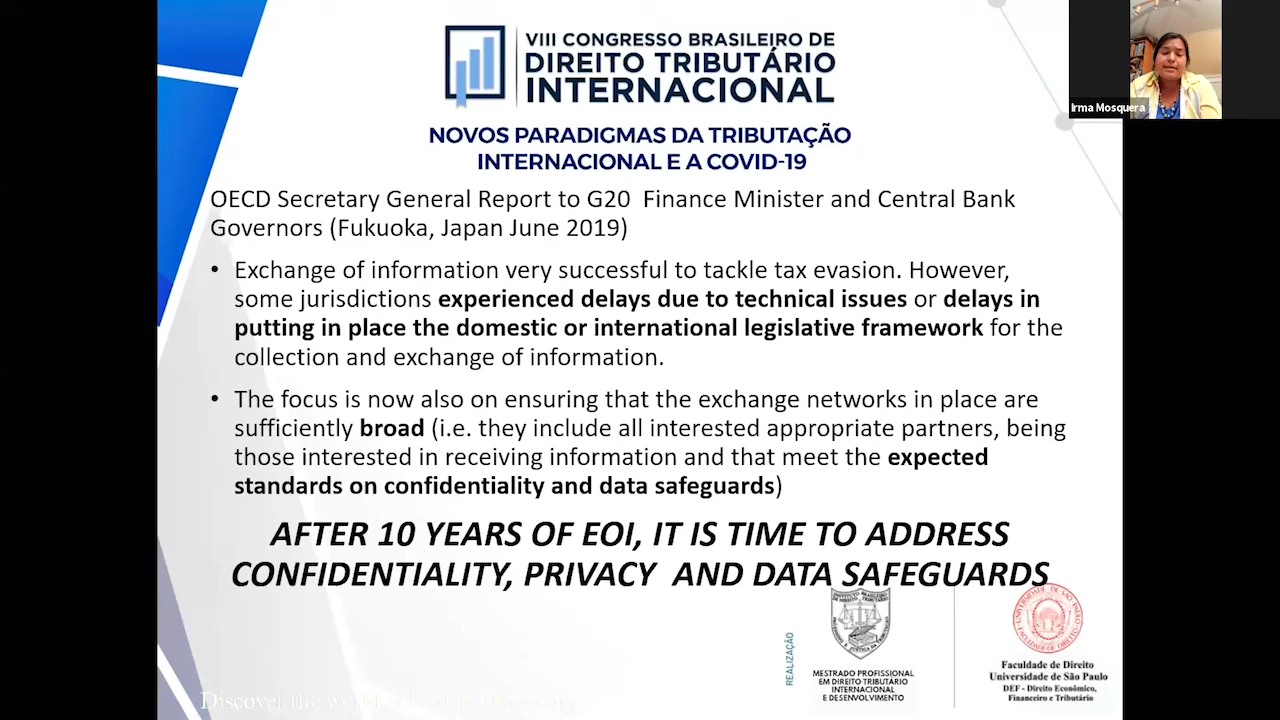 VIII CONGRESSO BRASILEIRO DE
DIREITO TRIBUTÁRIO
INTERNACIONAL
NOVOS PARADIGMAS DA TRIBUTAÇÃO
INTERNACIONAL E A COVID-19
Irma Mosquera
OECD Secretary General Report to G20 Finance Minister and Central Bank
Governors (Fukuoka, Japan June 2019)
• Exchange of information very successful to tackle tax evasion. However,
some jurisdictions experienced delays due to technical issues or delays in
putting in place the domestic or international legislative framework for the
collection and exchange of information.
• The focus is now also on ensuring that the exchange networks in place are
sufficiently broad (i.e. they include all interested appropriate partners, being
those interested in receiving information and that meet the expected
standards on confidentiality and data safeguards)
AFTER 10 YEARS OF EOI, IT IS TIME TO ADDRESS
CONFIDENTIALITY, PRIVACY AND DATA SAFEGUARDS
REALIZAÇÃO
MESTRADO PROFISSIONAL
EM DIREITO TRIBUTÁRIO
INTERNACIONAL
E DESENVOLVIMENTO
Faculdade de Direito
Universidade de São Paulo
DEF - Direito Econômico,
Financeiro e Tributário
Discover the world